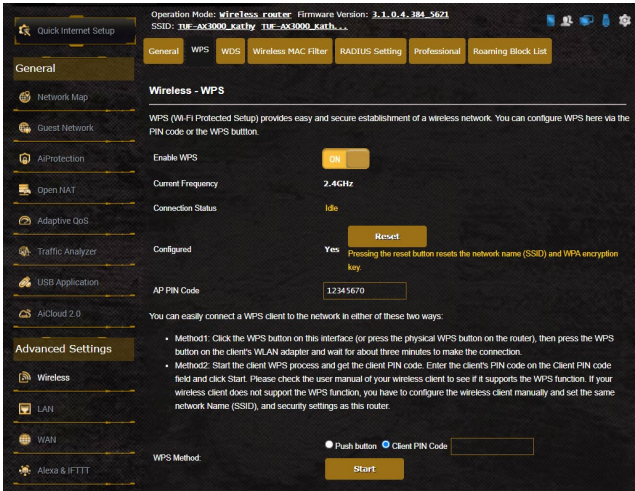 Operation Mode: Wireless router Firmware Version: 3.1.0.4.384_5621
SSID: TUF-AX3000_Kathy TUF-AX3000_Kath...
Quick Internet Setup
General WPS WDS Wireless MAC Filter RADIUS Setting Professional Roaming Block List
General
Network Map
Guest Network
AiProtection
Open NAT
Adaptive QoS
Traffic Analyzer
USB Application
AiCloud 2.0
Advanced Settings
Wireless
LAN
WAN
Alexa & IFTTT
Wireless - WPS
WPS (Wi-Fi Protected Setup) provides easy and secure establishment of a wireless network. You can configure WPS here via the
PIN code or the WPS buttton.
Enable WPS ON
Current Frequency 2.4GHz
Connection Status Idle
Configured Yes Reset
Pressing the reset button resets the network name (SSID) and WPA encryption
key.
AP PIN Code 12345670
You can easily connect a WPS client to the network in either of these two ways:
• Method1: Click the WPS button on this interface (or press the physical WPS button on the router), then press the WPS
button on the client's WLAN adapter and wait for about three minutes to make the connection.
• Method2: Start the client WPS process and get the client PIN code. Enter the client's PIN code on the Client PIN code
field and click Start. Please check the user manual of your wireless client to see if it supports the WPS function. If your
wireless client does not support the WPS function, you have to configure the wireless client manually and set the same
network Name (SSID), and security settings as this router.
WPS Method: Push button Client PIN Code
Start